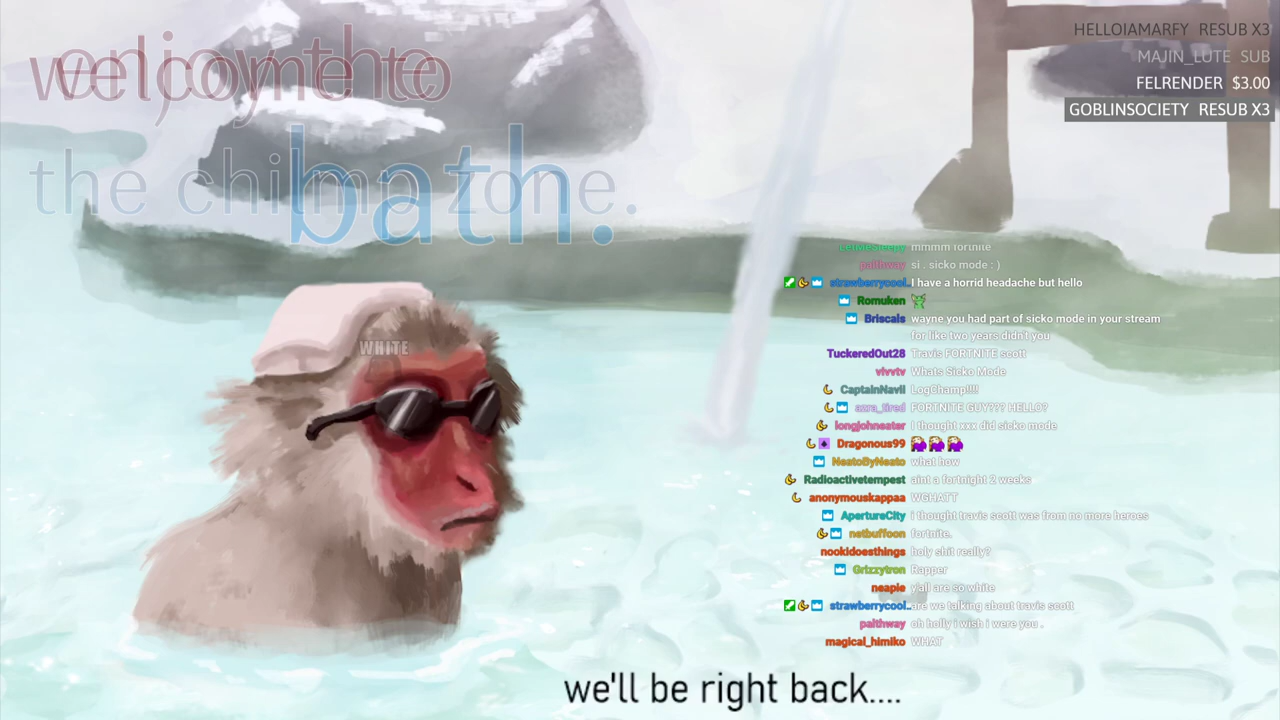 welcome to
enjoy the
the chill zone.
bath.
HELLOIAMARFY RESUB X3
MAJIN_LUTE SUB
FELRENDER $3.00
GOBLINSOCIETY RESUB X3
WHITE
mmmm fortnite
paithway si . sicko mode : )
strawberrycool.. I have a horrid headache but hello
Romuken
Briscals wayne you had part of sicko mode in your stream
for like two years didn't you
TuckeredOut28 Travis FORTNITE scott
vivvtv Whats Sicko Mode
CaptainNavii LogChamp!!!!
azra_tired FORTNITE GUY??? HELLO?
longjohneater I thought xxx did sicko mode
Dragonous99
NeatoByNeato what how
Radioactivetempest aint a fortnight 2 weeks
anonymouskappaa WGHATT
ApertureCity i thought travis scott was from no more heroes
netbuffoon fortnite.
nookidoesthings holy shit really?
Grizzytron Rapper
neapie y'all are so white
strawberrycool.. are we talking about travis scott
paithway oh holly i wish i were you .
magical_himiko WHAT
we'll be right back....